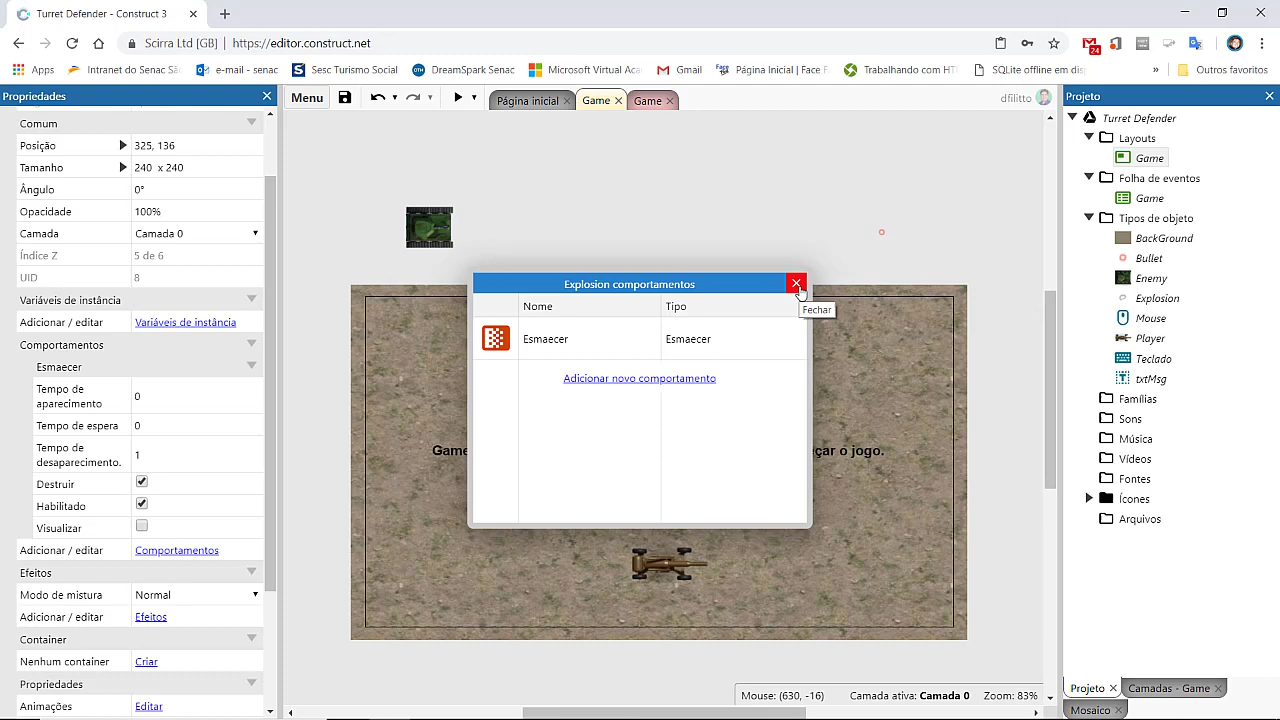 Turret Defender - Construct 3
Scirra Ltd [GB] https://editor.construct.net
24
Apps Intranet do Senac Sã e-mail - senac Sesc Turismo Social DreamSpark Senac Microsoft Virtual Aca Gmail Página Inicial | Face F Trabalhando com HT SQLite offline em dis » Outros favoritos
Propriedades
Menu
Página inicial Game Game
dfilitto
Projeto
Comum
Posição 325, 136
Tamanho 240 x 240
Ângulo 0°
Opacidade 100%
Camada Camada 0
Índice Z 5 de 6
UID 8
Variáveis de instância
Adicionar / editar Variáveis de instância
Comportamentos
Esmaecer
Tempo de aparecimento 0
Tempo de espera 0
Tempo de desaparecimento. 1
Destruir
Habilitado
Visualizar
Adicionar / editar Comportamentos
Efeitos
Modo de mistura Normal
Adicionar / editar Efeitos
Container
Nenhum container Criar
Propriedades
Animações Editar
Explosion comportamentos
Fechar
Nome Tipo
Esmaecer Esmaecer
Adicionar novo comportamento
Game
çar o jogo.
Mouse: (630, -16) Camada ativa: Camada 0 Zoom: 83%
Turret Defender
Layouts
Game
Folha de eventos
Game
Tipos de objeto
BackGround
Bullet
Enemy
Explosion
Mouse
Player
Teclado
txtMsg
Famílias
Sons
Música
Vídeos
Fontes
Ícones
Arquivos
Projeto Camadas - Game
Mosaico